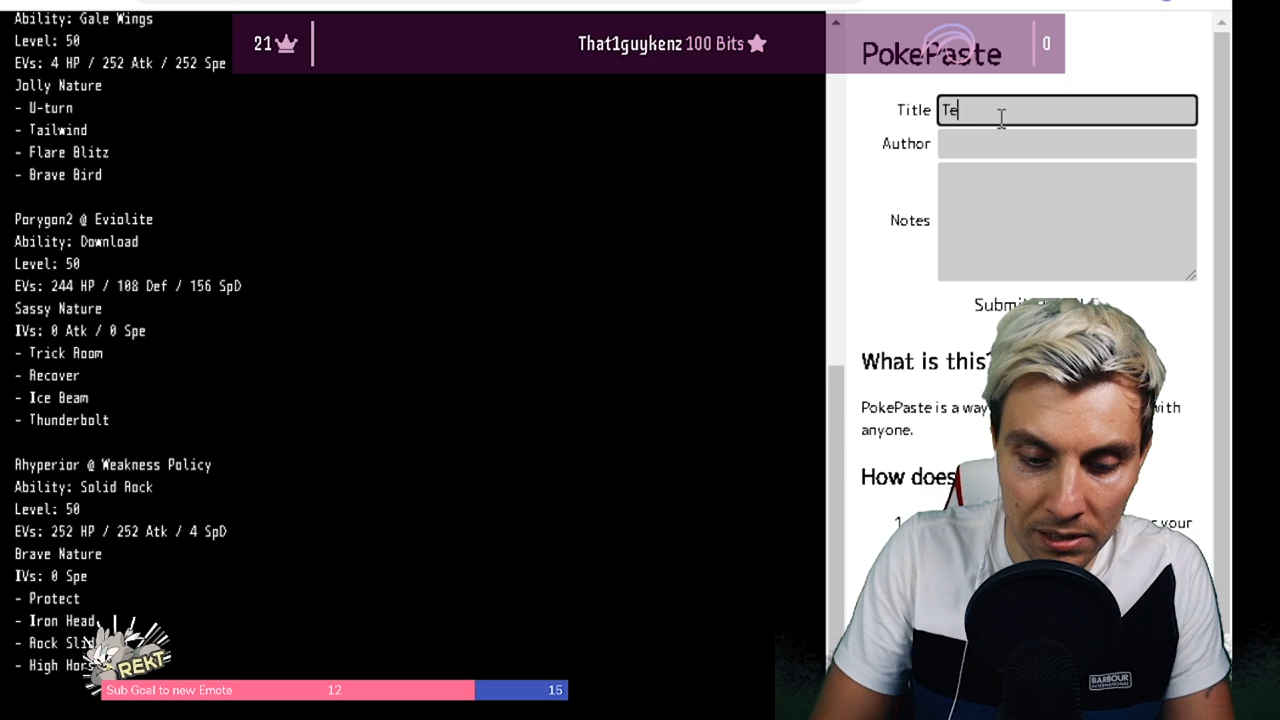 Ability: Gale Wings
Level: 50
EVs: 4 HP / 252 Atk / 252 Spe
Jolly Nature
- U-turn
- Tailwind
- Flare Blitz
- Brave Bird
Porygon2 @ Eviolite
Ability: Download
Level: 50
EVs: 244 HP / 108 Def / 156 SpD
Sassy Nature
IVs: 0 Atk / 0 Spe
- Trick Room
- Recover
- Ice Beam
- Thunderbolt
Rhyperior @ Weakness Policy
Ability: Solid Rock
Level: 50
EVs: 252 HP / 252 Atk / 4 SpD
Brave Nature
IVs: 0 Spe
- Protect
- Iron Head
- Rock
- High
REKT
Sub Goal to new Emote 12 15
21 That1guykenz 100 Bits 0
PokePaste
Title Te
Author
Notes
What is this?
PokePaste is a way with
anyone.
How does
1 your
BARBOUR
INTERNATIONAL